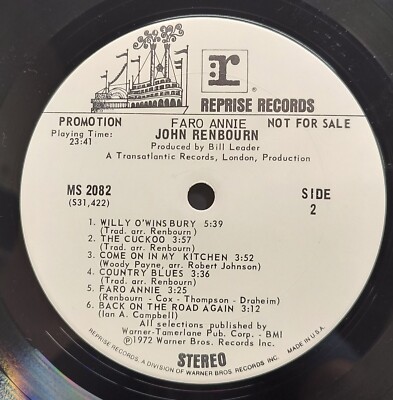 r
®
REPRISE RECORDS
PROMOTION
FARO ANNIE
NOT FOR SALE
Playing Time:
23:41
JOHN RENBOURN
Produced by Bill Leader
A Transatlantic Records, London, Production
MS 2082
(S31,422)
SIDE
2
1. WILLY O'WINSBURY 5:39
(Trad. arr. Renbourn)
2. THE CUCKOO 3:57
(Trad. arr. Renbourn)
3. COME ON IN MY KITCHEN 3:52
(Woody Payne, arr. Robert Johnson)
4. COUNTRY BLUES 3:36
(Trad. arr. Renbourn)
5. FARO ANNIE 3:25
(Renbourn - Cox - Thompson - Draheim)
6. BACK ON THE ROAD AGAIN 3:12
(Ian A. Campbell)
All selections published by
Warner-Tamerlane Pub. Corp. - BMI
Ⓟ1972 Warner Bros. Records Inc.
STEREO
REPRISE RECORDS, A DIVISION OF WARNER BROS. RECORDS INC. MADE IN U.S.A.